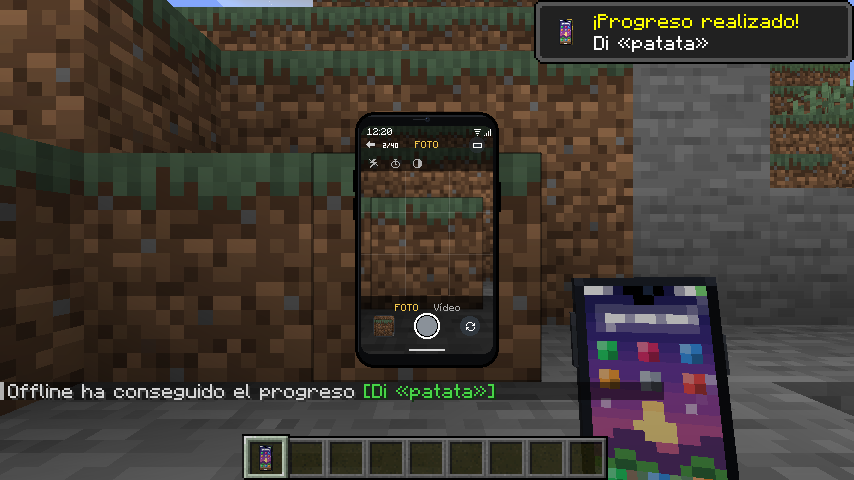 ¡Progreso realizado!
Di «patata»
12:20
2/40 FOTO
FOTO Vídeo
Offline ha conseguido el progreso [Di «patata»]